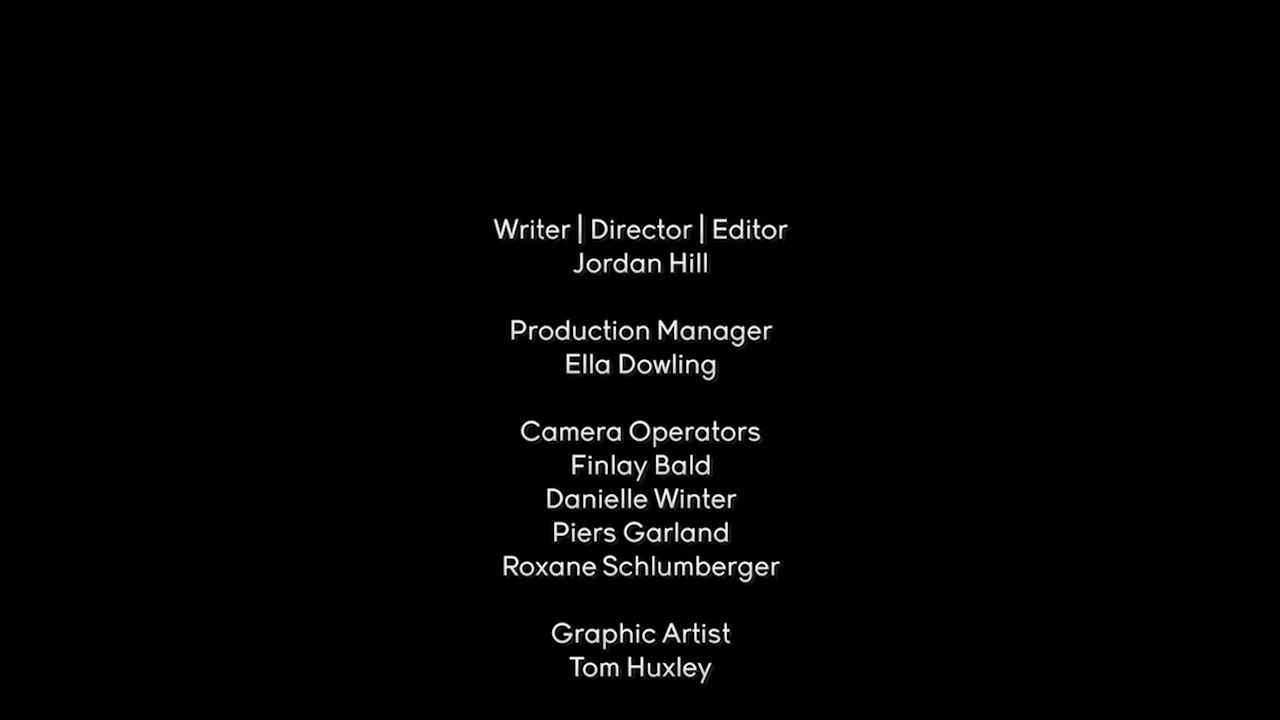 Writer | Director | Editor
Jordan Hill
Production Manager
Ella Dowling
Camera Operators
Finlay Bald
Danielle Winter
Piers Garland
Roxane Schlumberger
Graphic Artist
Tom Huxley